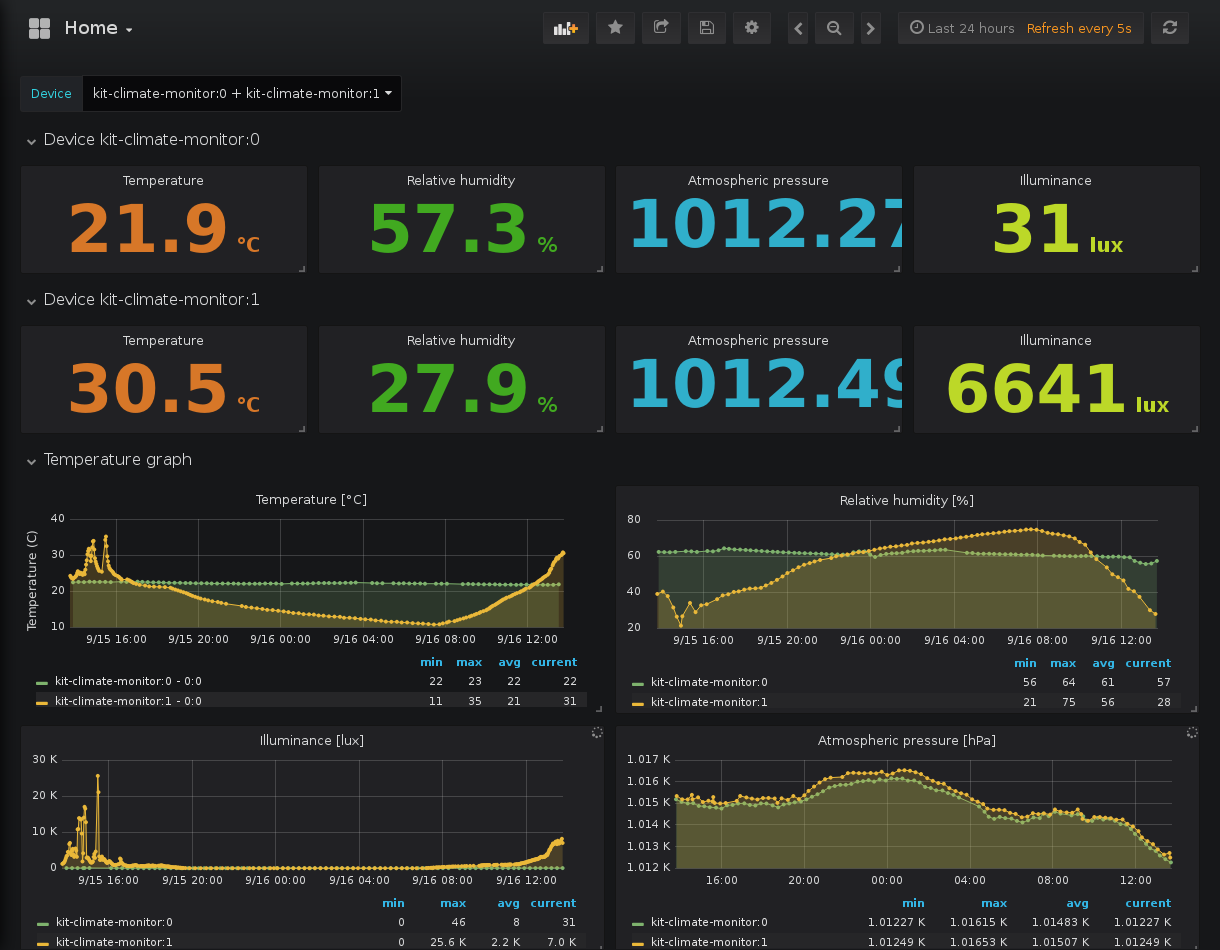 Home
Last 24 hours Refresh every 5s
Device kit-climate-monitor:0 + kit-climate-monitor:1
Device kit-climate-monitor:0
Temperature Relative humidity Atmospheric pressure Illuminance
21.9 °C 57.3 % 1012.27 31 lux
Device kit-climate-monitor:1
Temperature Relative humidity Atmospheric pressure Illuminance
30.5 °C 27.9 % 1012.49 6641 lux
Temperature graph
Temperature [°C]
Temperature (C)
40
30
20
10
9/15 16:00 9/15 20:00 9/16 00:00 9/16 04:00 9/16 08:00 9/16 12:00
min max avg current
kit-climate-monitor:0 - 0:0 22 23 22 22
kit-climate-monitor:1 - 0:0 11 35 21 31
Relative humidity [%]
80
60
40
20
9/15 16:00 9/15 20:00 9/16 00:00 9/16 04:00 9/16 08:00 9/16 12:00
min max avg current
kit-climate-monitor:0 56 64 61 57
kit-climate-monitor:1 21 75 56 28
Illuminance [lux]
30 K
20 K
10 K
0
9/15 16:00 9/15 20:00 9/16 00:00 9/16 04:00 9/16 08:00 9/16 12:00
min max avg current
kit-climate-monitor:0 0 46 8 31
kit-climate-monitor:1 0 25.6 K 2.2 K 7.0 K
Atmospheric pressure [hPa]
1.017 K
1.016 K
1.015 K
1.014 K
1.013 K
1.012 K
16:00 20:00 00:00 04:00 08:00 12:00
min max avg current
kit-climate-monitor:0 1.01227 K 1.01615 K 1.01483 K 1.01227 K
kit-climate-monitor:1 1.01249 K 1.01653 K 1.01507 K 1.01249 K